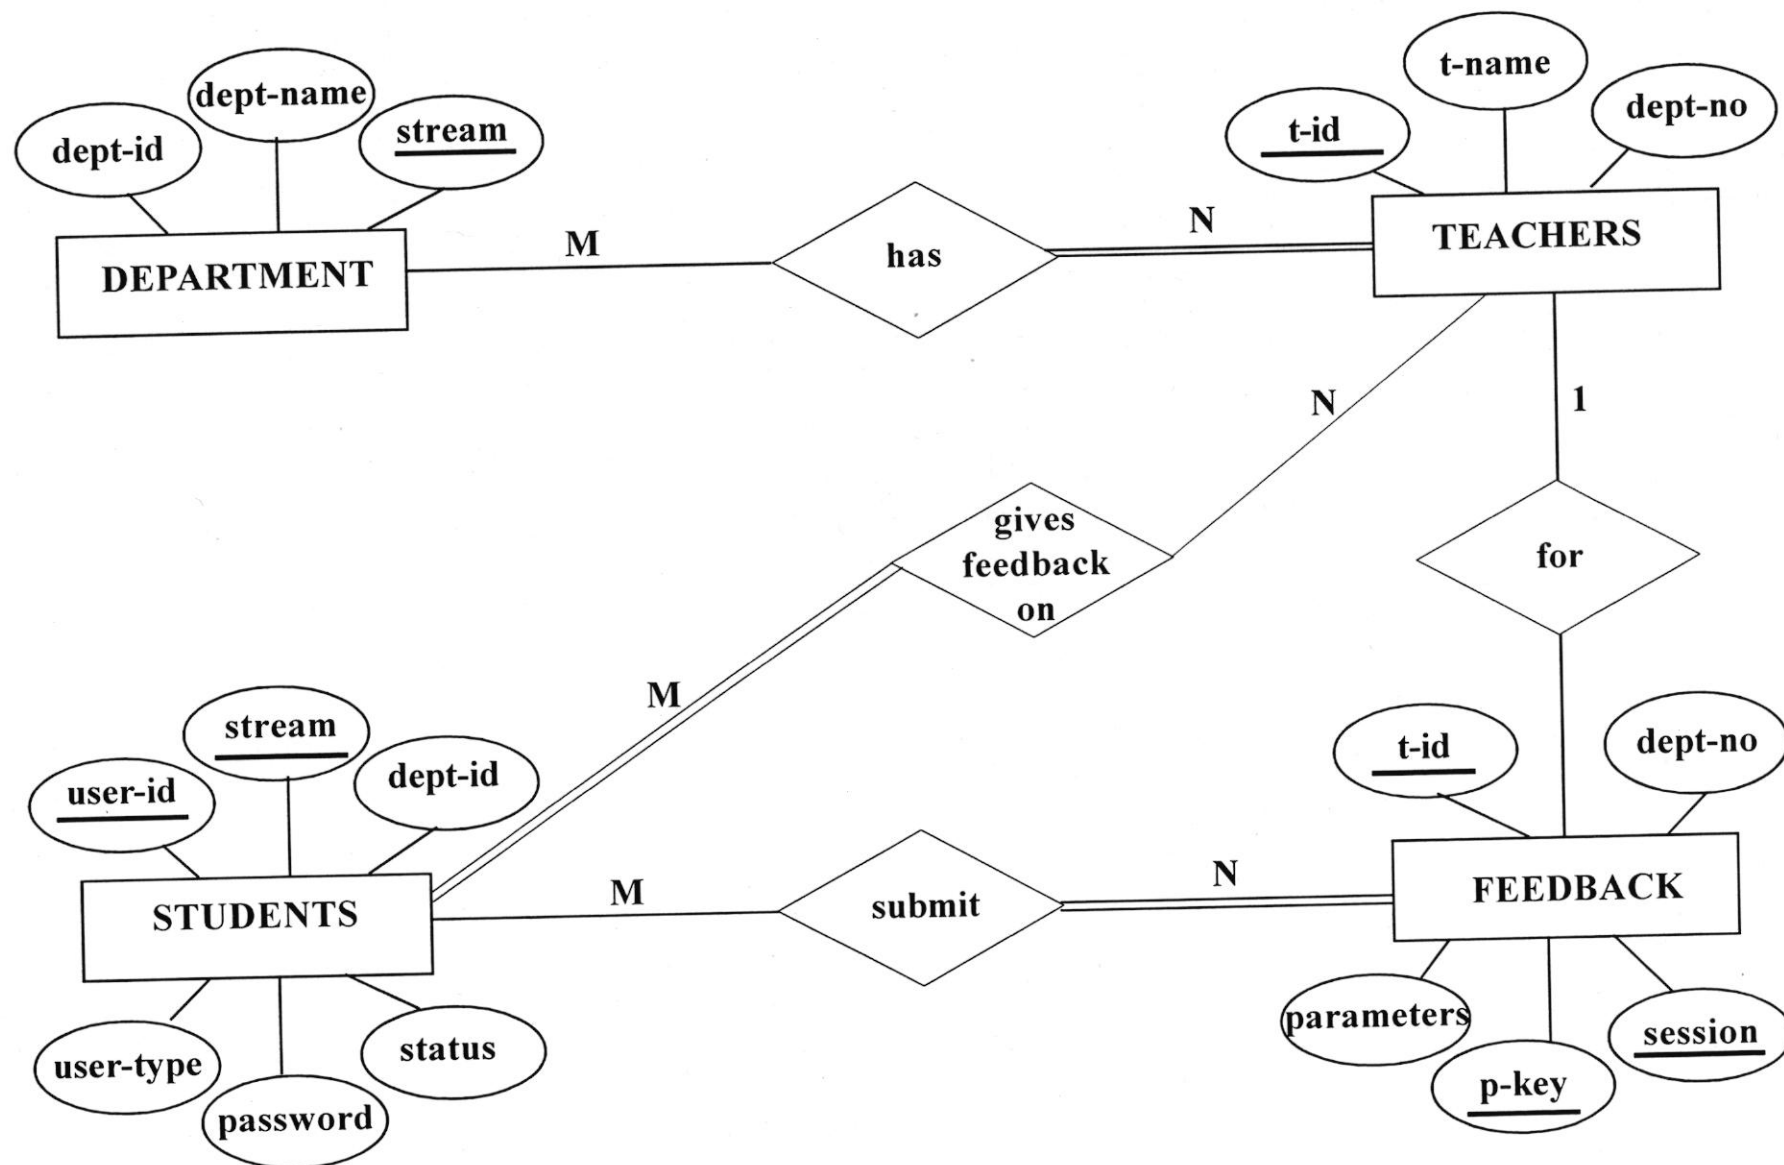 t-name
dept-name
dept-no
stream
t-id
dept-id
N
TEACHERS
M
has
DEPARTMENT
N
1
gives
feedback
on
for
M
stream
dept-no
t-id
dept-id
user-id
N
FEEDBACK
M
submit
STUDENTS
parameters
session
status
user-type
p-key
password